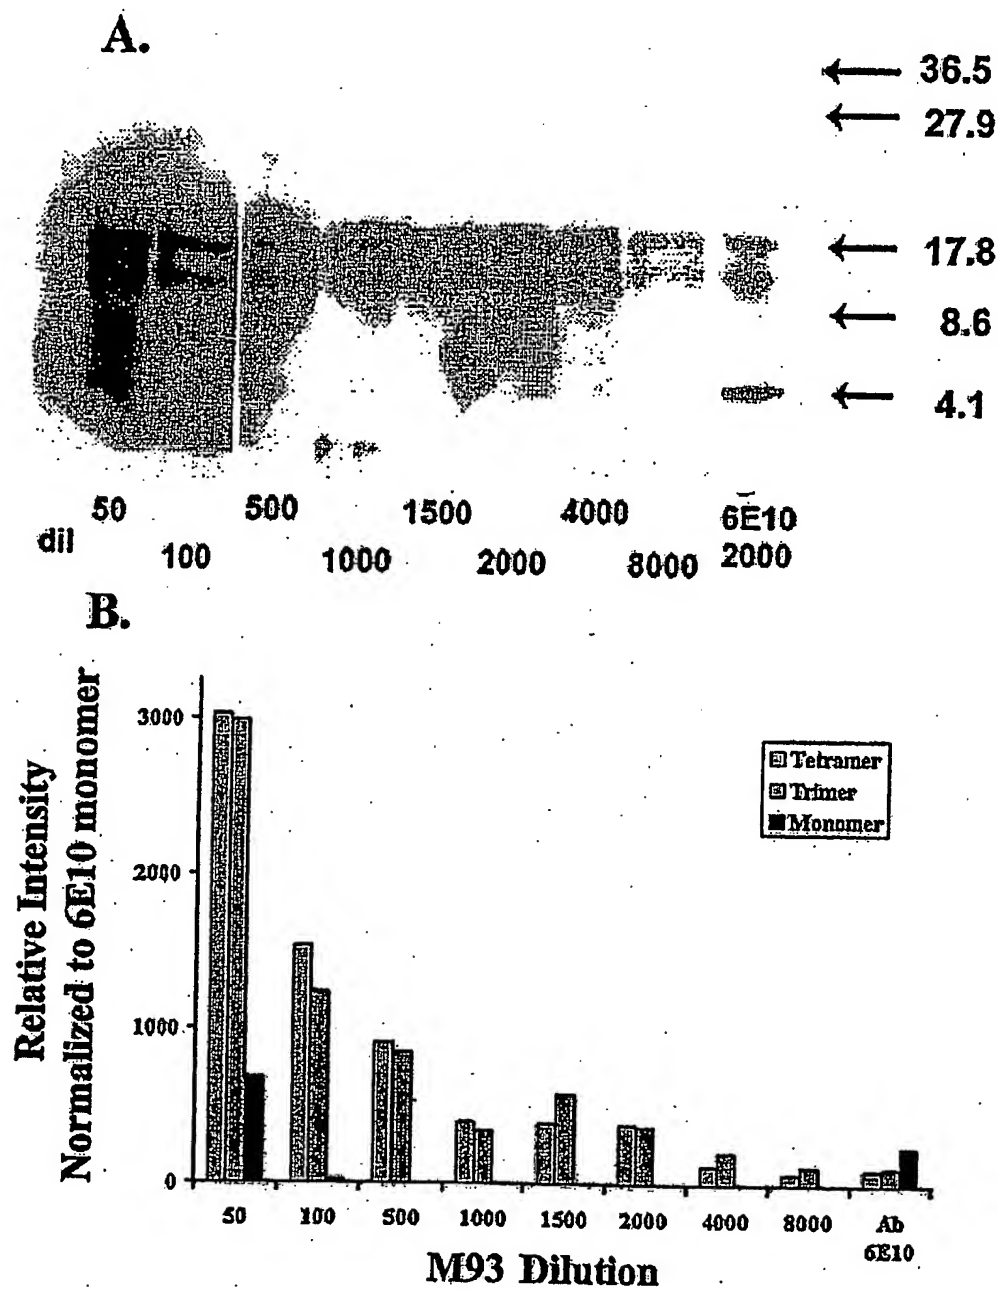 A.
36.5
27.9
17.8
8.6
4.1
50 500 1500 4000 6E10
dil 100 1000 2000 8000 2000
B.
Relative Intensity
Normalized to 6E10 monomer
3000
2000
1000
0
Tetramer
Trimer
Monomer
50 100 500 1000 1500 2000 4000 8000 Ab
6E10
M93 Dilution